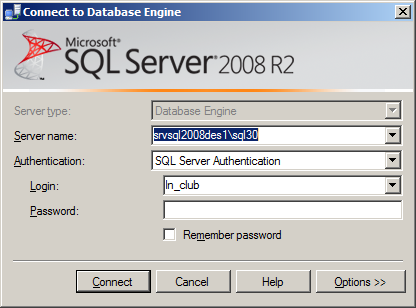 Connect to Database Engine
Microsoft®
SQL Server® 2008 R2
Server type: Database Engine
Server name: srvsql2008des1\sql30
Authentication: SQL Server Authentication
Login: ln_club
Password:
Remember password
Connect Cancel Help Options >>